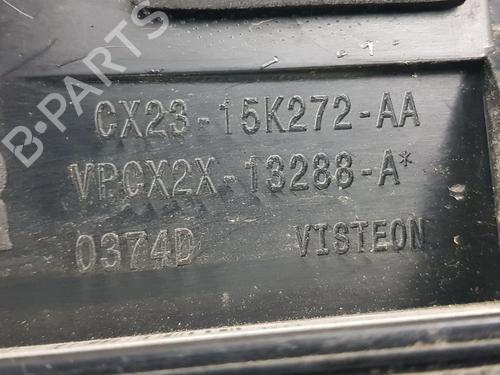 B-PARTS
CX23-15K272-AA
VPCX2X-13288-A*
0374D VISTEON